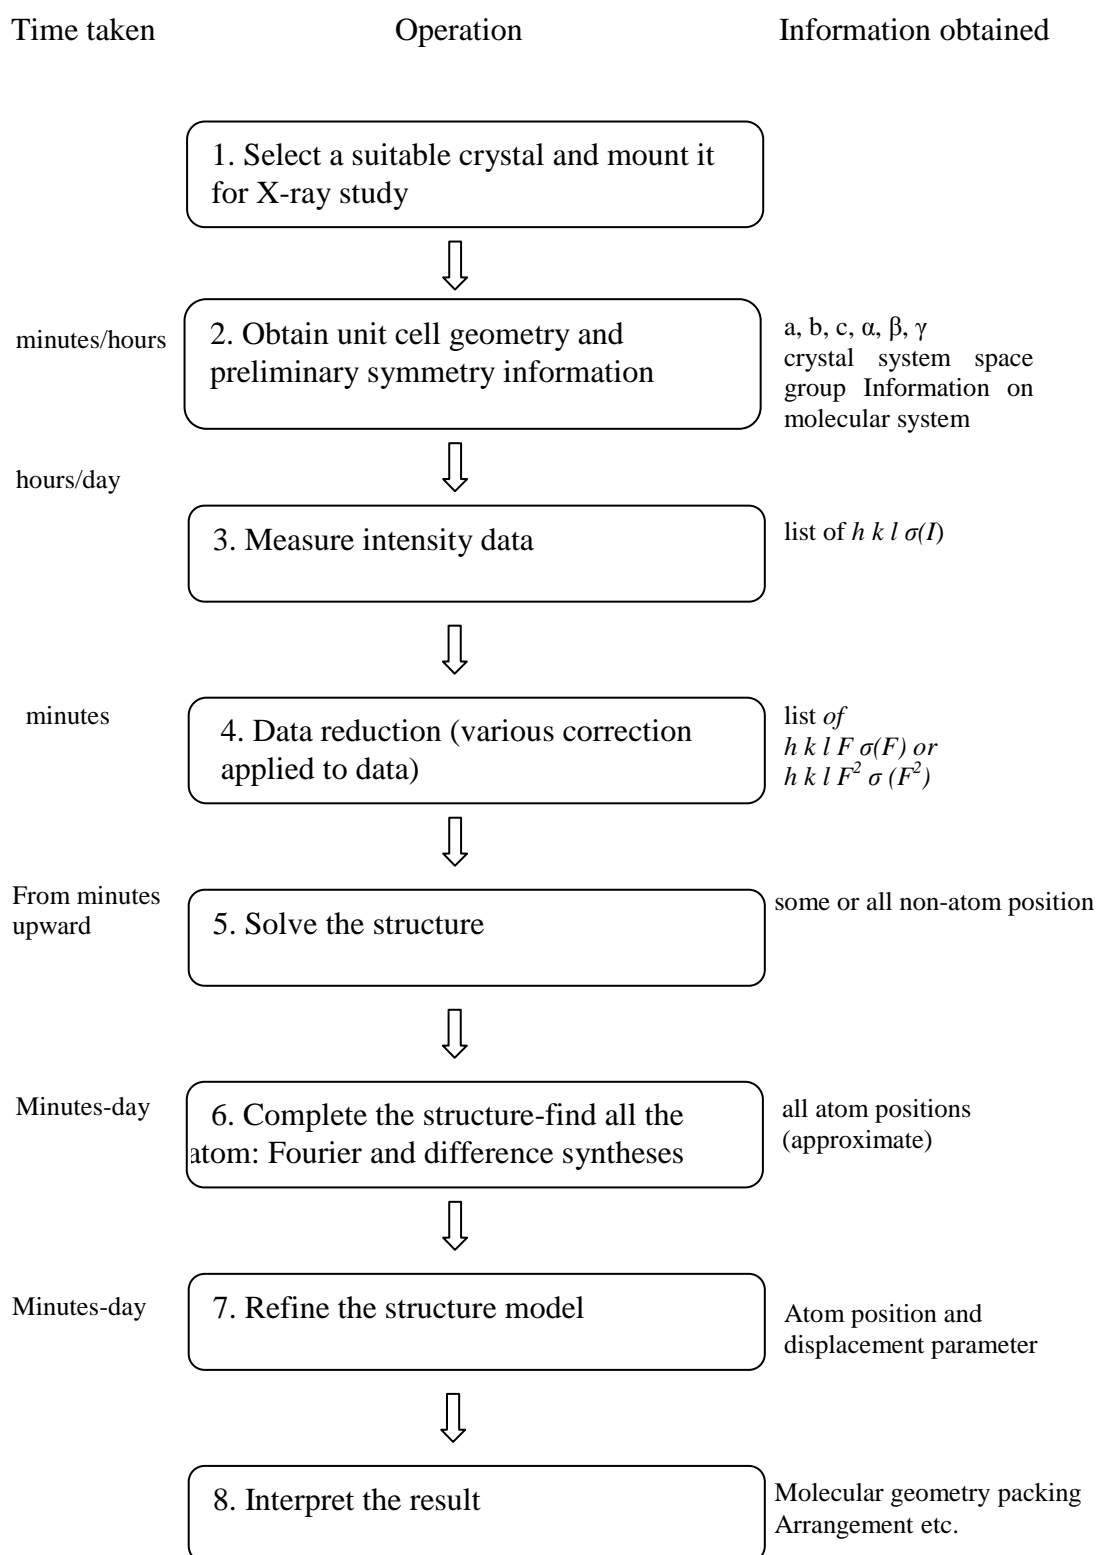 Time taken Operation Information obtained
1. Select a suitable crystal and mount it
for X-ray study
minutes/hours
2. Obtain unit cell geometry and
preliminary symmetry information
a, b, c, α, β, γ
crystal system space
group Information on
molecular system
hours/day
3. Measure intensity data
list of h k l σ(I)
minutes
4. Data reduction (various correction
applied to data)
list of
h k l F σ(F) or
h k l F² σ (F²)
From minutes
upward
5. Solve the structure
some or all non-atom position
Minutes-day
6. Complete the structure-find all the
atom: Fourier and difference syntheses
all atom positions
(approximate)
Minutes-day
7. Refine the structure model
Atom position and
displacement parameter
8. Interpret the result
Molecular geometry packing
Arrangement etc.